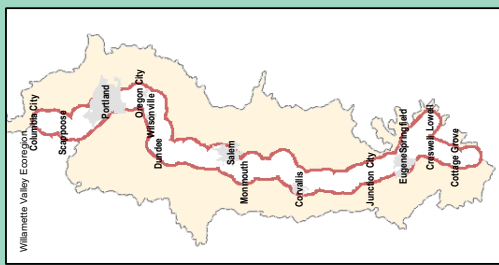 Willamette Valley Ecoregion
Columbia City
Scappoose
Portland
Oregon City
Wilsonville
Dundee
Salem
Monmouth
Corvallis
Junction City
Eugene
Springfield
Creswell
Lowell
Cottage Grove